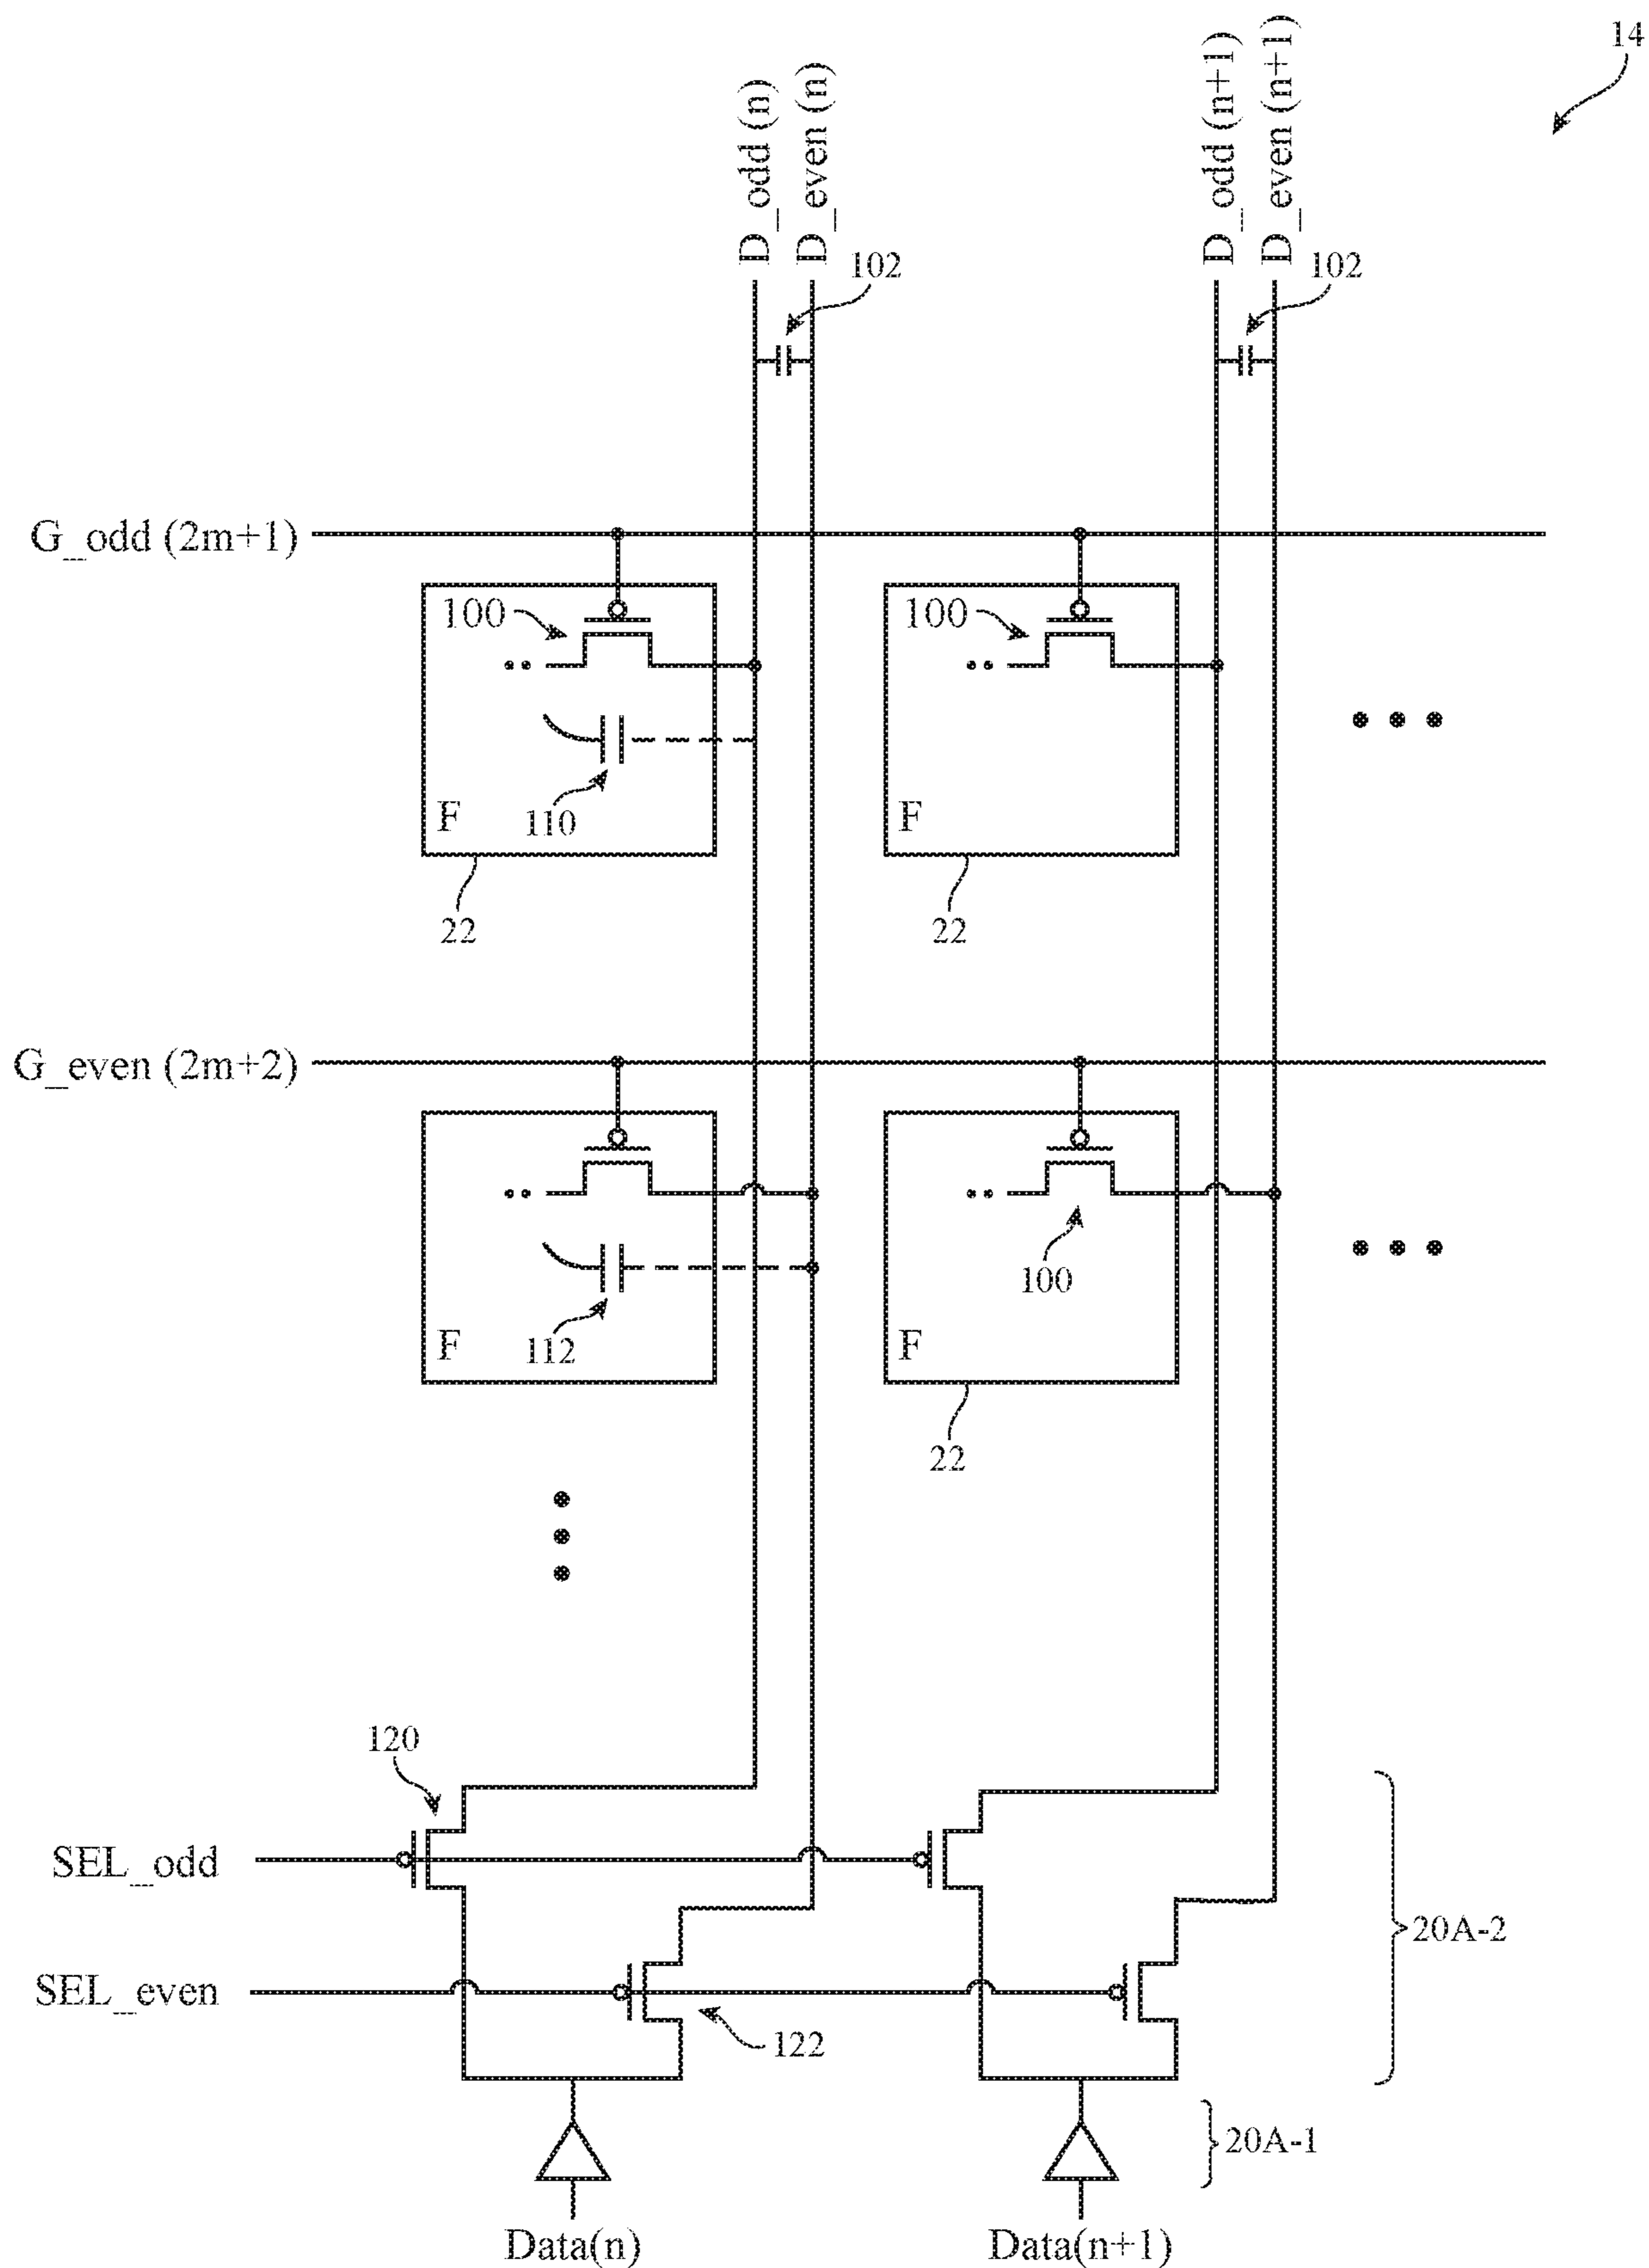 14
D_odd (n)
D_even (n)
D_odd (n+1)
D_even (n+1)
102
102
G_odd (2m+1)
100
100
110
F
F
22
22
G_even (2m+2)
100
112
F
F
22
120
SEL_odd
20A-2
SEL_even
122
20A-1
Data(n)
Data(n+1)